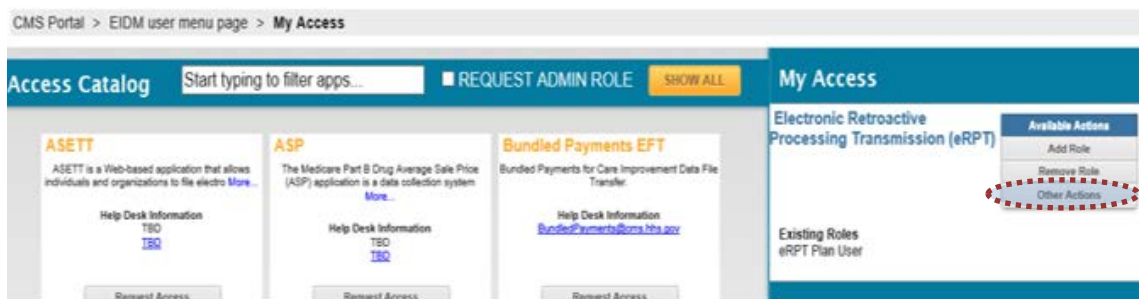 CMS Portal > EIDM user menu page > My Access
Access Catalog
Start typing to filter apps...
REQUEST ADMIN ROLE
SHOW ALL
ASETT
ASETT is a Web-based application that allows
individuals and organizations to file electro More...
Help Desk Information
TBD
TBD
Request Access
ASP
The Medicare Part B Drug Average Sale Price
(ASP) application is a data collection system
More...
Help Desk Information
TBD
TBD
Request Access
Bundled Payments EFT
Bundled Payments for Care Improvement Data File
Transfer.
Help Desk Information
BundledPayments@cms.hhs.gov
Request Access
My Access
Electronic Retroactive
Processing Transmission (eRPT)
Available Actions
Add Role
Remove Role
Other Actions
Existing Roles
eRPT Plan User